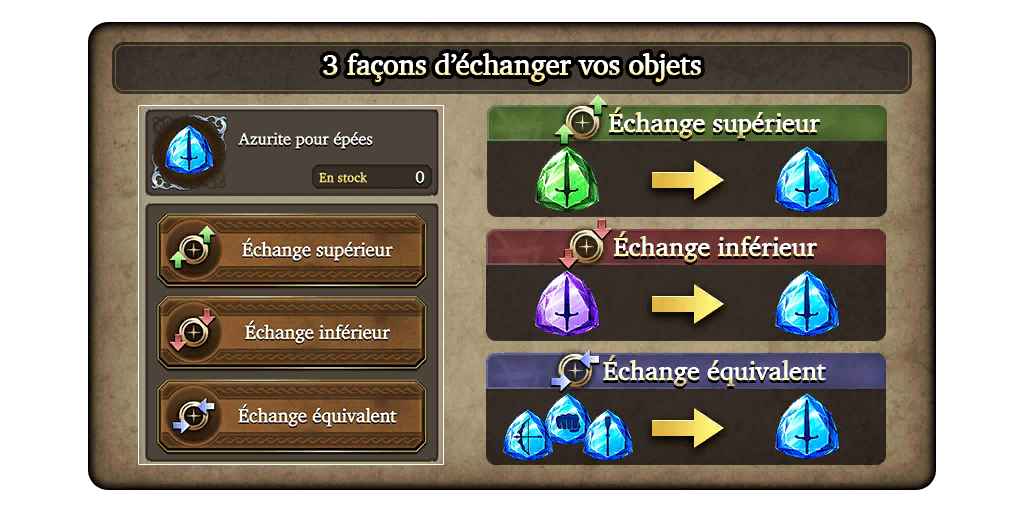 3 façons d'échanger vos objets
Azurite pour épées
En stock 0
Échange supérieur
Échange inférieur
Échange équivalent
Échange supérieur
Échange inférieur
Échange équivalent